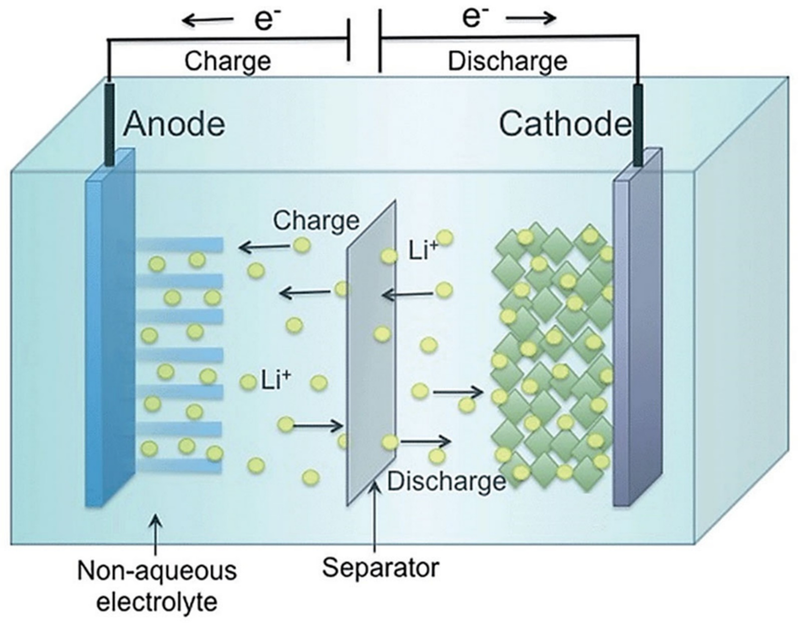 e-
e-
Charge
Discharge
Anode
Cathode
Charge
Li+
Li+
Discharge
Non-aqueous
electrolyte
Separator